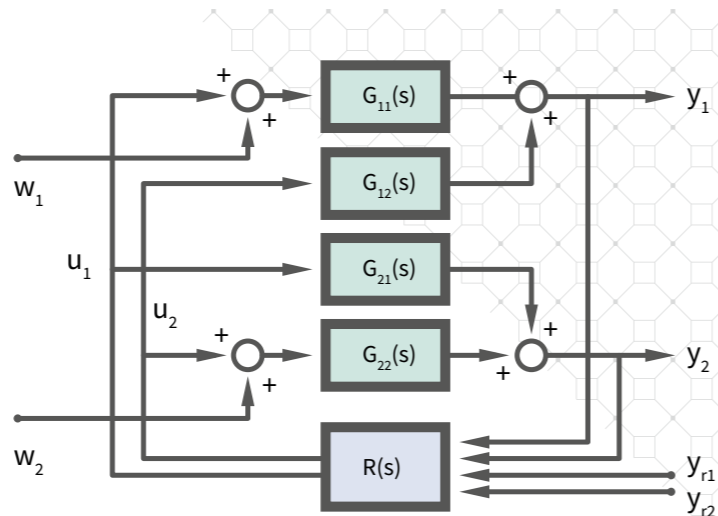 +
G₁₁(s)
+
y₁
+
+
w₁
G₁₂(s)
u₁
G₂₁(s)
u₂
+
G₂₂(s)
+
y₂
+
+
w₂
R(s)
yᵣ₁
yᵣ₂